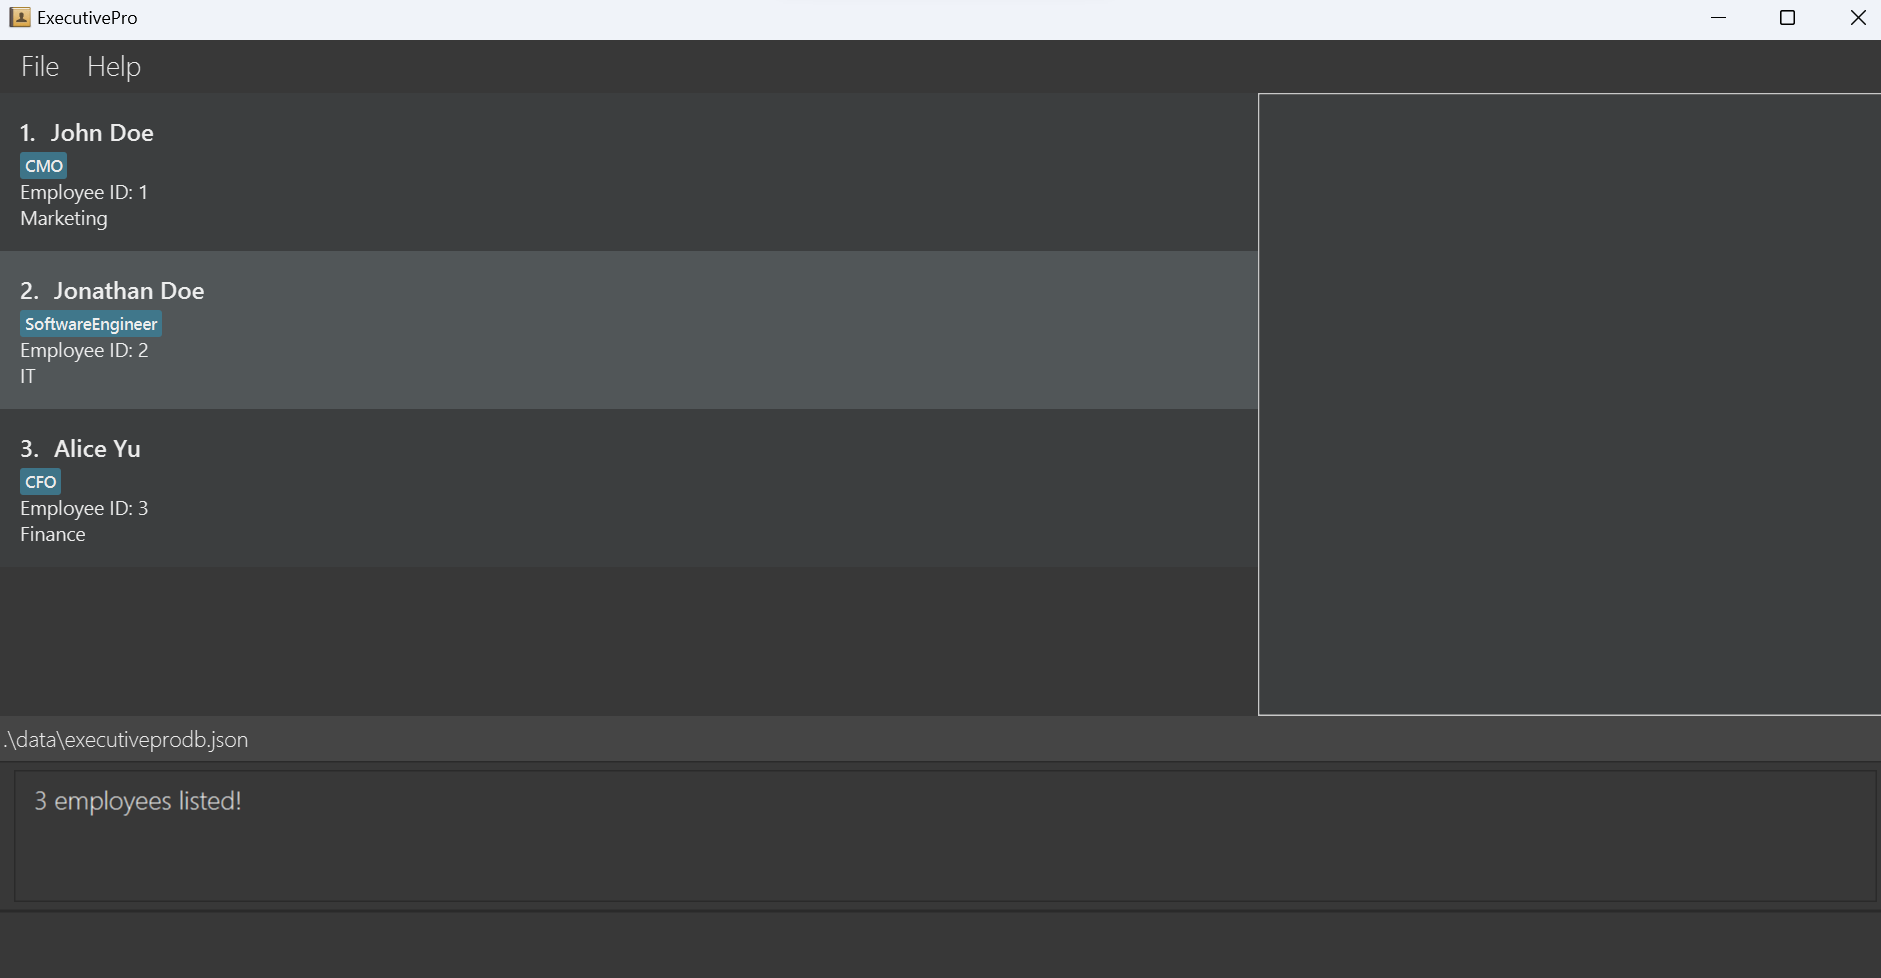 ExecutivePro
File Help
1. John Doe
CMO
Employee ID: 1
Marketing
2. Jonathan Doe
SoftwareEngineer
Employee ID: 2
IT
3. Alice Yu
CFO
Employee ID: 3
Finance
.\data\executiveprodb.json
3 employees listed!